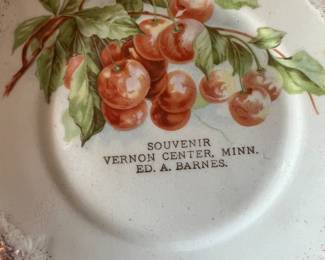 SOUVENIR
VERNON CENTER, MINN.
ED. A. BARNES.